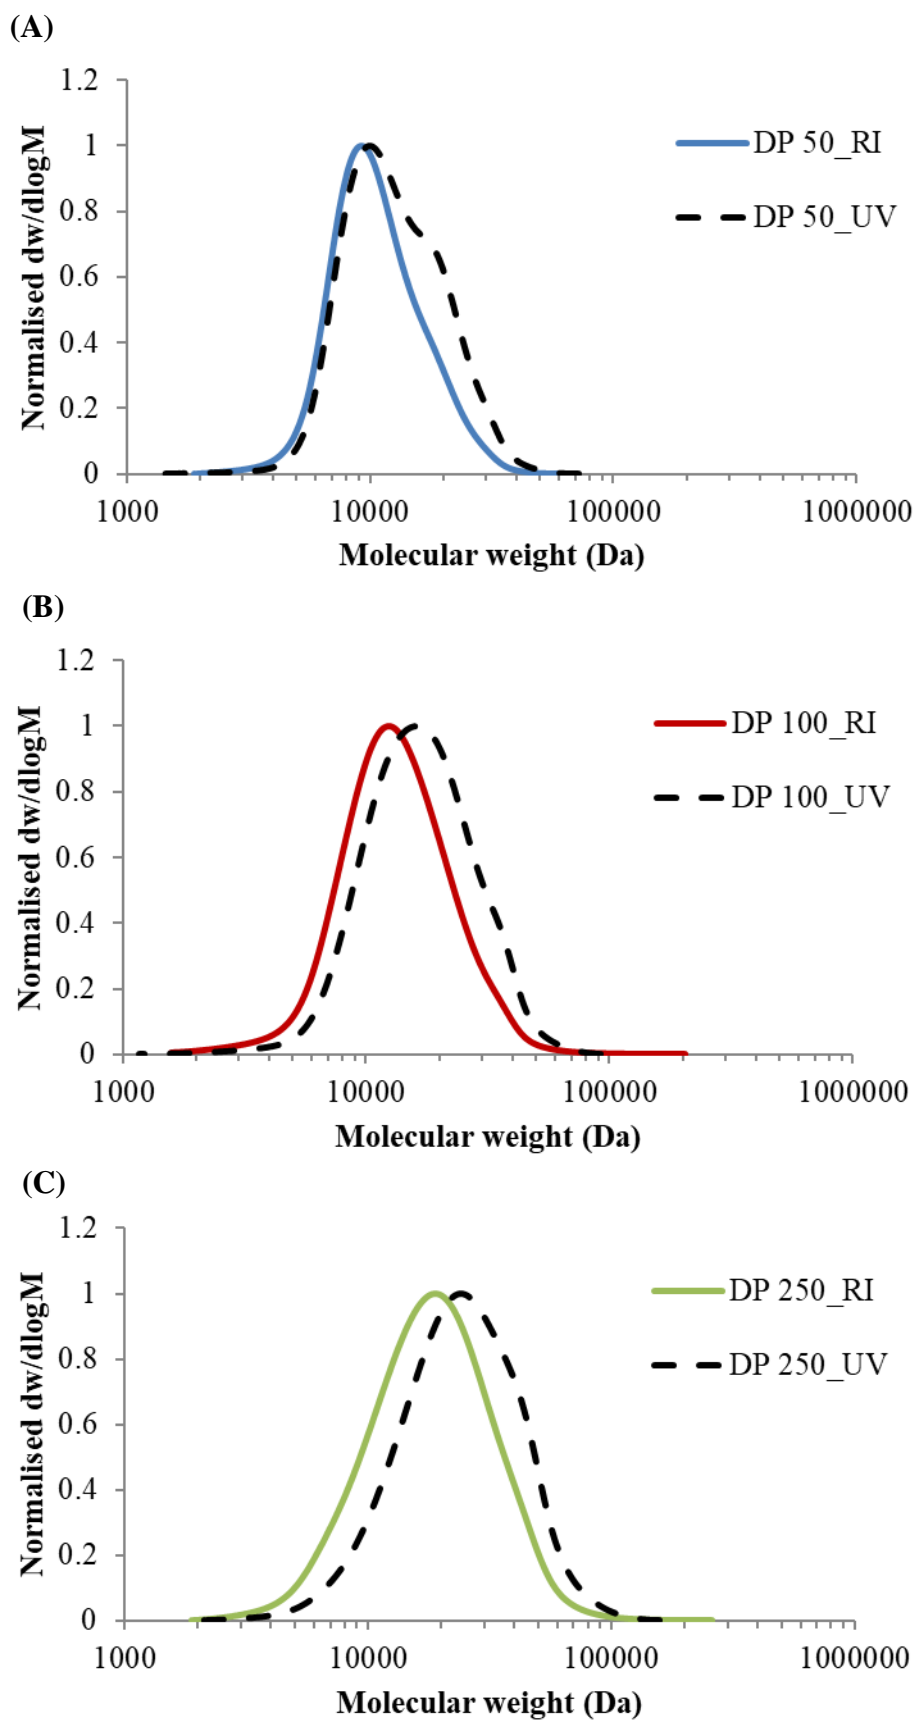 (A)
Normalised dw/dlogM
1.2
1
0.8
0.6
0.4
0.2
0
DP 50_RI
DP 50_UV
1000 10000 100000 1000000
Molecular weight (Da)
(B)
Normalised dw/dlogM
1.2
1
0.8
0.6
0.4
0.2
0
DP 100_RI
DP 100_UV
1000 10000 100000 1000000
Molecular weight (Da)
(C)
Normalised dw/dlogM
1.2
1
0.8
0.6
0.4
0.2
0
DP 250_RI
DP 250_UV
1000 10000 100000 1000000
Molecular weight (Da)